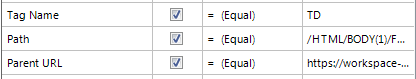 Tag Name = (Equal) TD
Path = (Equal) /HTML/BODY(1)/F...
Parent URL = (Equal) https://workspace-...